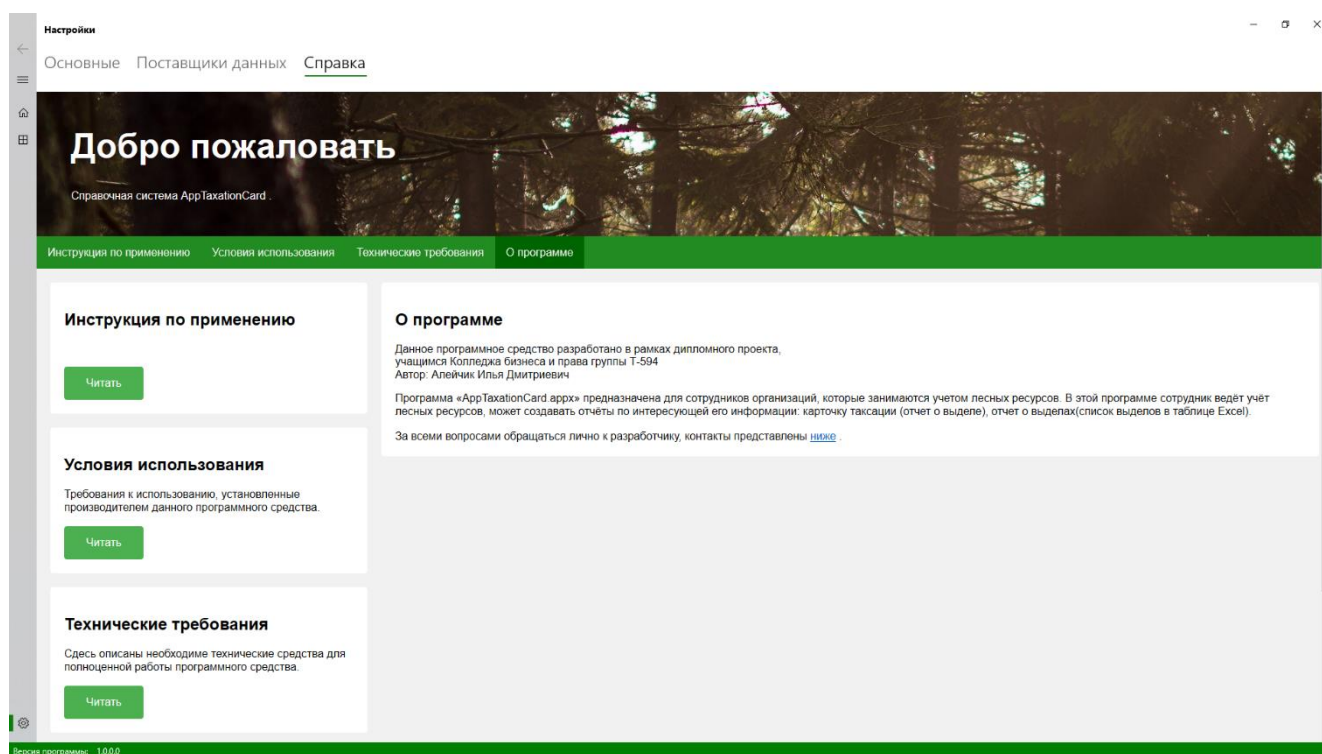 Настройки
Основные Поставщики данных Справка
Добро пожаловать
Справочная система AppTaxationCard .
Инструкция по применению Условия использования Технические требования О программе
Инструкция по применению
Читать
Условия использования
Требования к использованию, установленные
производителем данного программного средства.
Читать
Технические требования
Сдесь описаны необходиме технические средства для
полноценной работы программного средства.
Читать
О программе
Данное программное средство разработано в рамках дипломного проекта,
учащимся Колледжа бизнеса и права группы Т-594
Автор: Алейчик Илья Дмитриевич
Программа «AppTaxationCard.appx» предназначена для сотрудников организаций, которые занимаются учетом лесных ресурсов. В этой программе сотрудник ведёт учёт
лесных ресурсов, может создавать отчёты по интересующей его информации: карточку таксации (отчет о выделе), отчет о выделах(список выделов в таблице Excel).
За всеми вопросами обращаться лично к разработчику, контакты представлены ниже .
Версия программы: 1.0.0.0